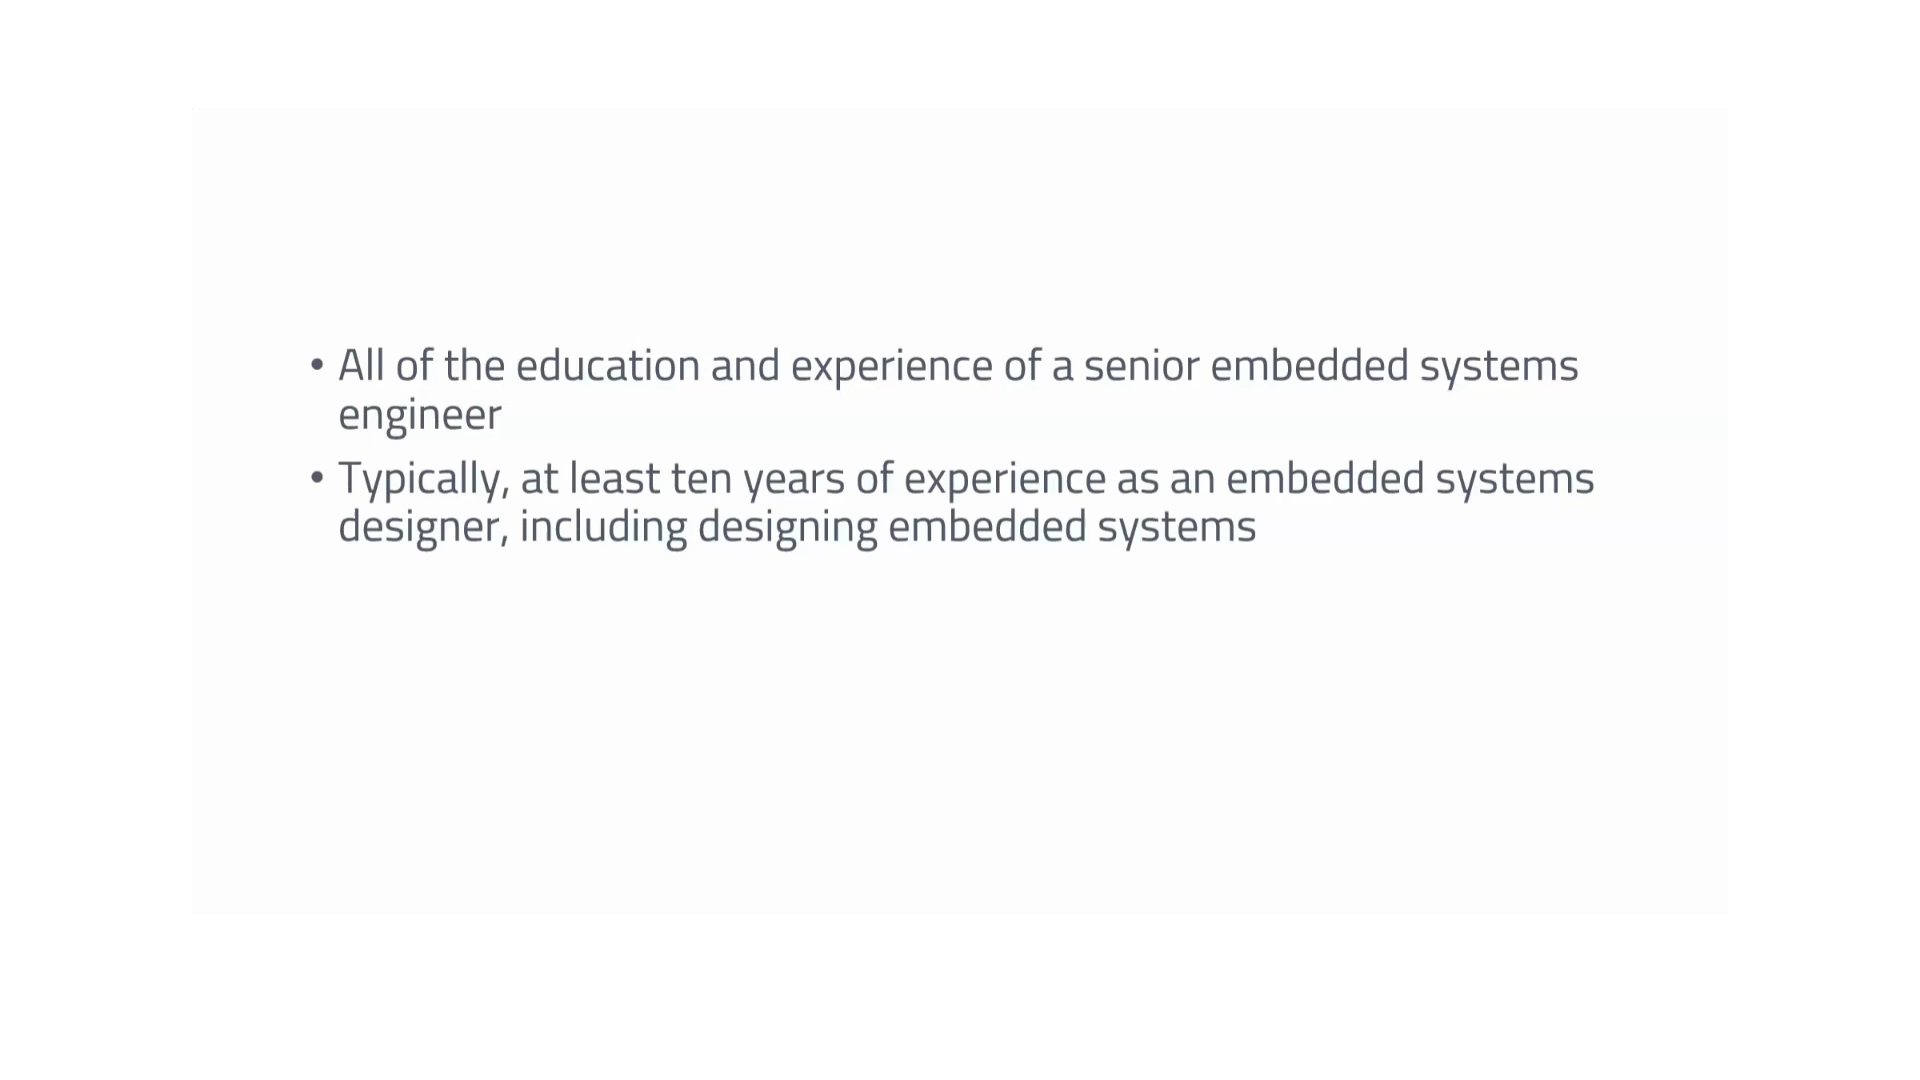 • All of the education and experience of a senior embedded systems
engineer
• Typically, at least ten years of experience as an embedded systems
designer, including designing embedded systems